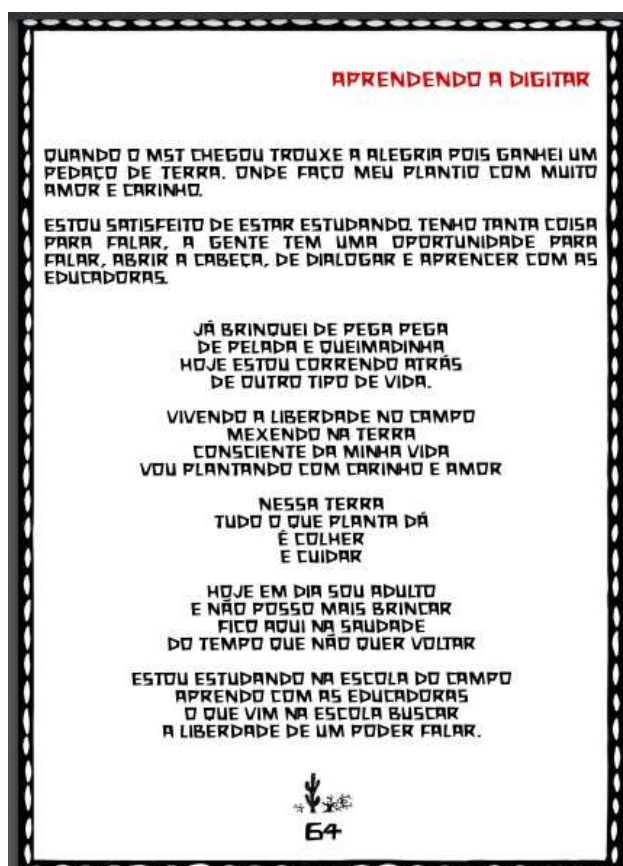 APRENDENDO A DIGITAR
QUANDO O MST CHEGOU TROUXE A ALEGRIA POIS GANHEI UM
PEDAÇO DE TERRA. ONDE FAÇO MEU PLANTIO COM MUITO
AMOR E CARINHO.
ESTOU SATISFEITO DE ESTAR ESTUDANDO. TENHO TANTA COISA
PARA FALAR, A GENTE TEM UMA OPORTUNIDADE PARA
FALAR, ABRIR A CABEÇA, DE DIALOGAR E APRENCER COM AS
EDUCADORAS.
JÁ BRINQUEI DE PEGA PEGA
DE PELADA E QUEIMADINHA
HOJE ESTOU CORRENDO ATRÁS
DE OUTRO TIPO DE VIDA.
VIVENDO A LIBERDADE NO CAMPO
MEXENDO NA TERRA
CONSCIENTE DA MINHA VIDA
VOU PLANTANDO COM CARINHO E AMOR
NESSA TERRA
TUDO O QUE PLANTA DÁ
É COLHER
E CUIDAR
HOJE EM DIA SOU ADULTO
E NÃO POSSO MAIS BRINCAR
FICO AQUI NA SAUDADE
DO TEMPO QUE NÃO QUER VOLTAR
ESTOU ESTUDANDO NA ESCOLA DO CAMPO
APRENDO COM AS EDUCADORAS
O QUE VIM NA ESCOLA BUSCAR
A LIBERDADE DE UM PODER FALAR.
64